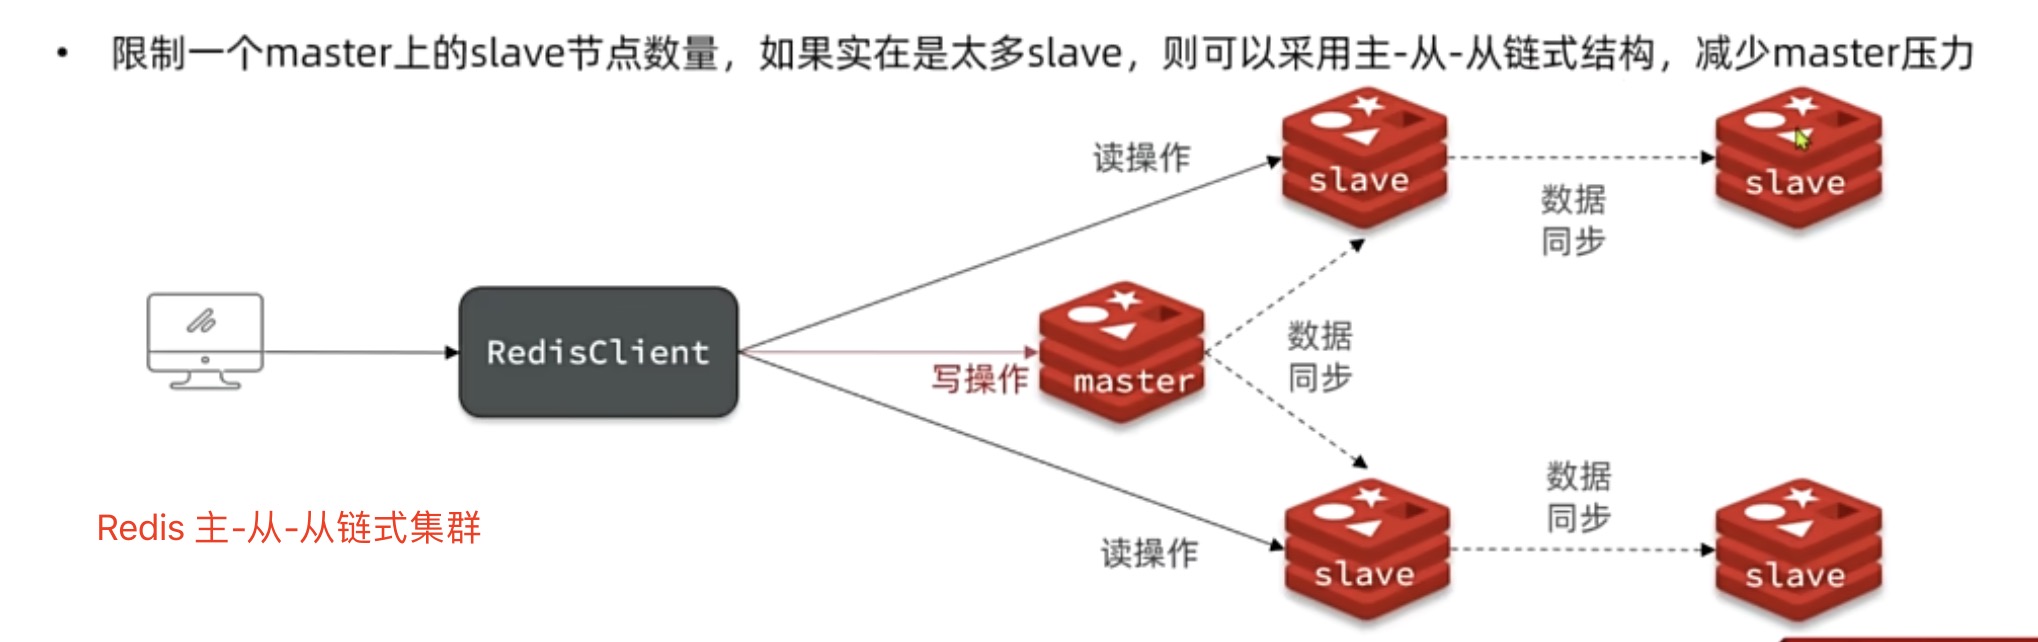 • 限制一个master上的slave节点数量，如果实在是太多slave，则可以采用主-从-从链式结构，减少master压力
读操作
slave
数据
同步
slave
RedisClient
写操作
master
数据
同步
读操作
slave
数据
同步
slave
Redis 主-从-从链式集群